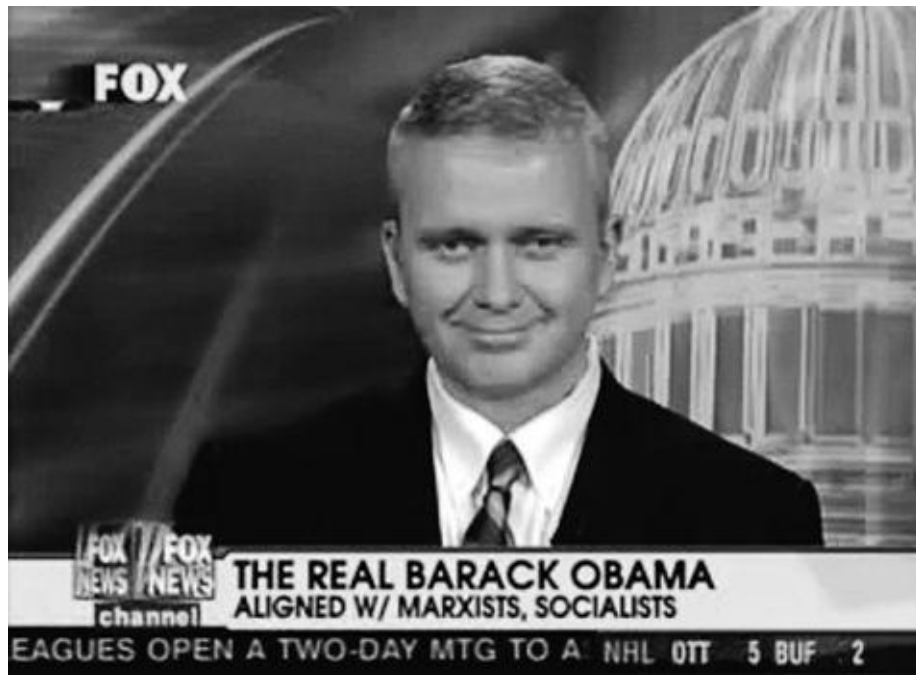 FOX
FOX FOX
NEWS NEWS
channel
THE REAL BARACK OBAMA
ALIGNED W/ MARXISTS, SOCIALISTS
EAGUES OPEN A TWO-DAY MTG TO A NHL OTT 5 BUF 2